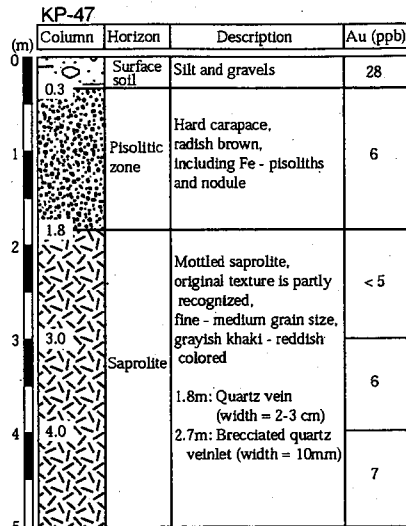 KP-47
(m) Column Horizon Description Au (ppb)
0
Surface soil
Silt and gravels
28
0.3
Pisolitic zone
Hard carapace,
radish brown,
including Fe - pisoliths
and nodule
6
1
1.8
2
Saprolite
Mottled saprolite,
original texture is partly
recognized,
fine - medium grain size,
grayish khaki - reddish
colored
1.8m: Quartz vein
(width = 2-3 cm)
2.7m: Brecciated quartz
veinlet (width = 10mm)
< 5
3.0
3
6
4.0
4
7
5